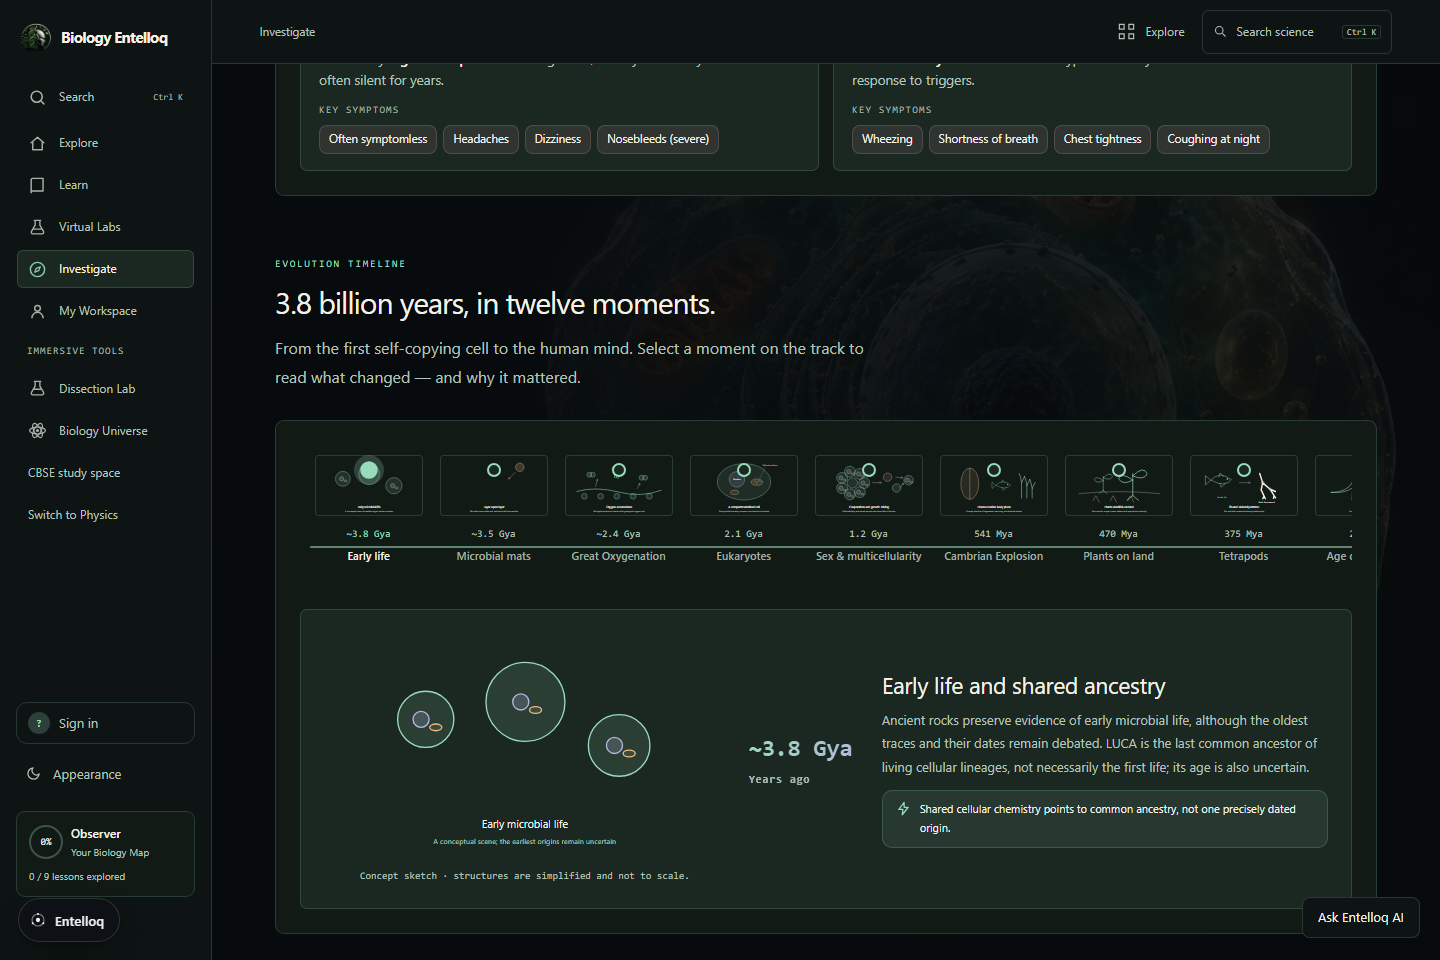 Biology Entelloq
Search
Ctrl K
Explore
Learn
Virtual Labs
Investigate
My Workspace
IMMERSIVE TOOLS
Dissection Lab
Biology Universe
CBSE study space
Switch to Physics
? Sign in
Appearance
0%
Observer
Your Biology Map
0 / 9 lessons explored
Entelloq
Investigate
Explore
Search science
Ctrl K
often silent for years.
KEY SYMPTOMS
Often symptomless
Headaches
Dizziness
Nosebleeds (severe)
response to triggers.
KEY SYMPTOMS
Wheezing
Shortness of breath
Chest tightness
Coughing at night
EVOLUTION TIMELINE
3.8 billion years, in twelve moments.
From the first self-copying cell to the human mind. Select a moment on the track to
read what changed — and why it mattered.
~3.8 Gya
Early life
~3.5 Gya
Microbial mats
~2.4 Gya
Great Oxygenation
2.1 Gya
Eukaryotes
1.2 Gya
Sex & multicellularity
541 Mya
Cambrian Explosion
470 Mya
Plants on land
375 Mya
Tetrapods
Age
Early microbial life
A conceptual scene; the earliest origins remain uncertain
Concept sketch · structures are simplified and not to scale.
~3.8 Gya
Years ago
Early life and shared ancestry
Ancient rocks preserve evidence of early microbial life, although the oldest
traces and their dates remain debated. LUCA is the last common ancestor of
living cellular lineages, not necessarily the first life; its age is also uncertain.
Shared cellular chemistry points to common ancestry, not one precisely dated
origin.
Ask Entelloq AI